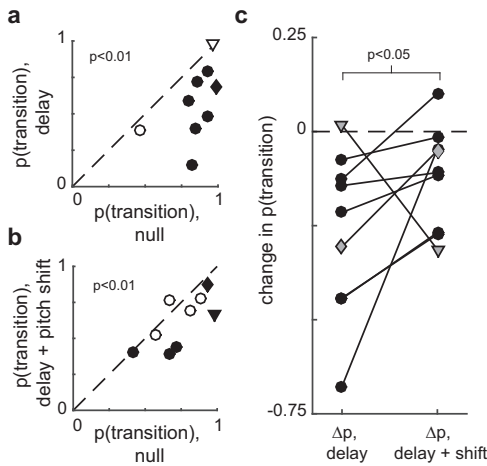 a
1
p<0.01
p(transition),
delay
0
0
1
p(transition),
null
b
1
p<0.01
p(transition),
delay + pitch shift
0
0
1
p(transition),
null
c
0.25
p<0.05
0
change in p(transition)
-0.75
Δp,
delay
Δp,
delay + shift